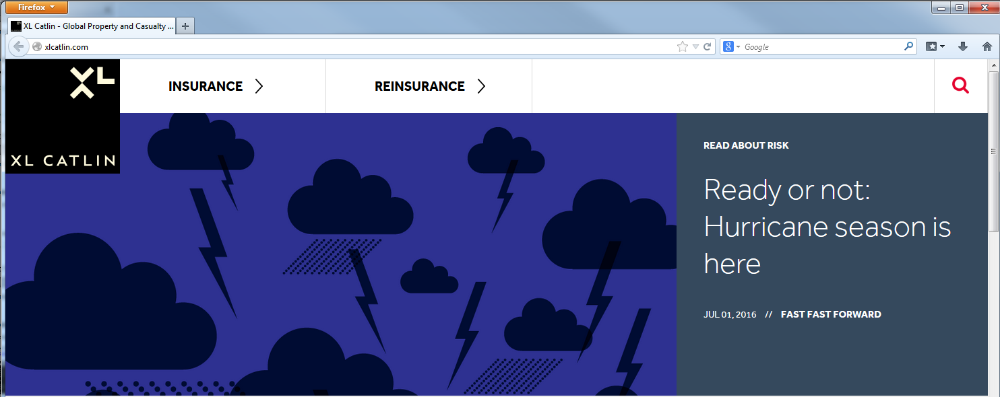 Firefox
XL Catlin - Global Property and Casualty ...
xlcatlin.com
8 Google
XL
XL CATLIN
INSURANCE
REINSURANCE
READ ABOUT RISK
Ready or not:
Hurricane season is
here
JUL 01, 2016 // FAST FAST FORWARD